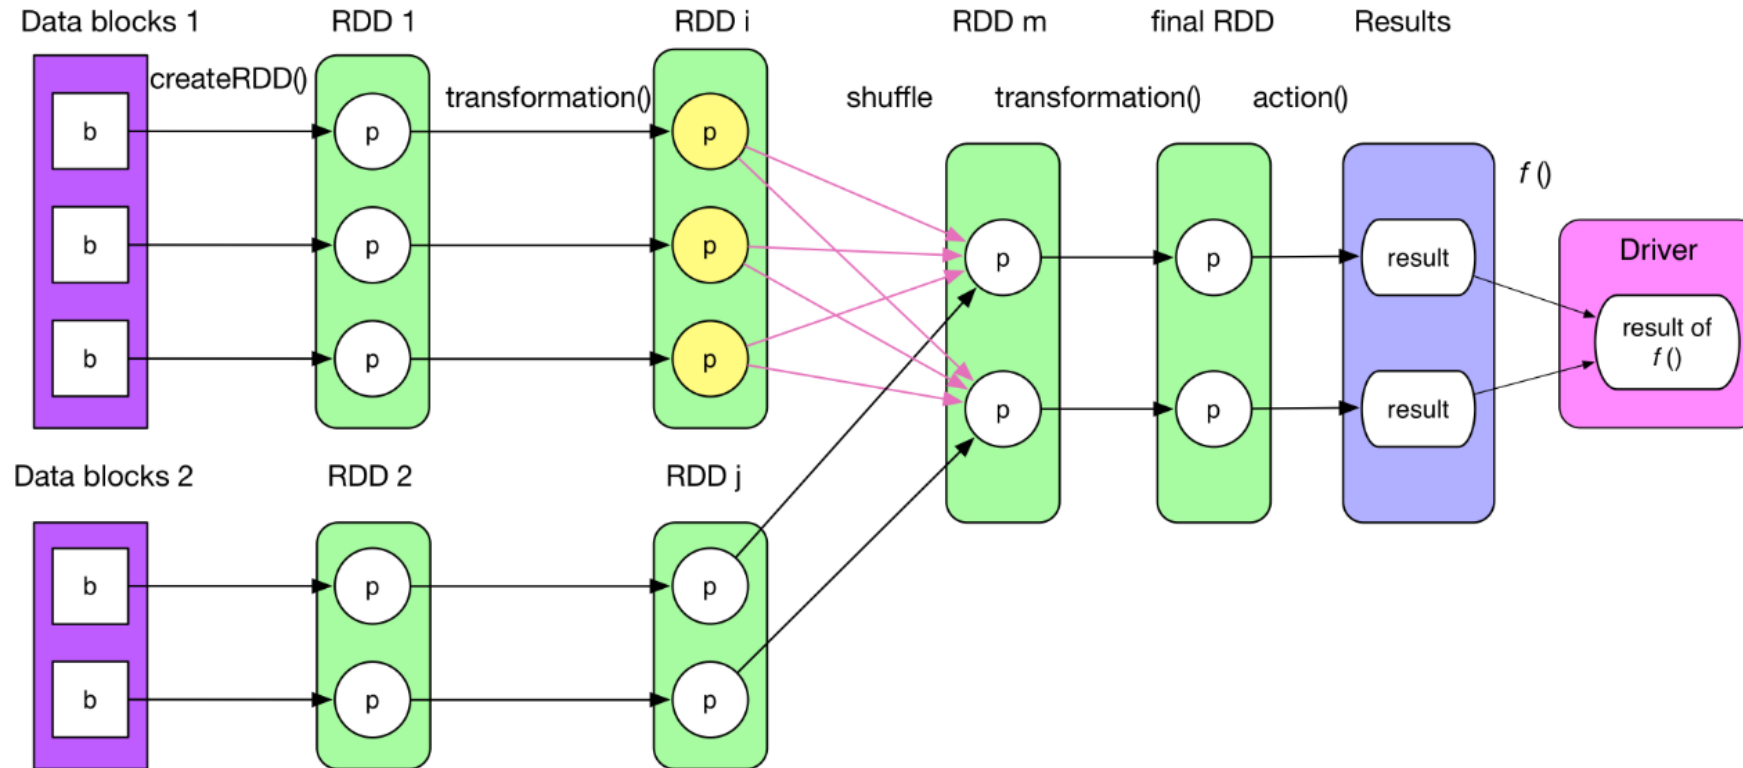 Data blocks 1
RDD 1
RDD i
RDD m
final RDD
Results
createRDD()
transformation()
shuffle
transformation()
action()
f ()
b
p
p
b
p
p
b
p
p
p
p
result
p
p
result
Driver
result of
f ()
Data blocks 2
RDD 2
RDD j
b
p
p
b
p
p